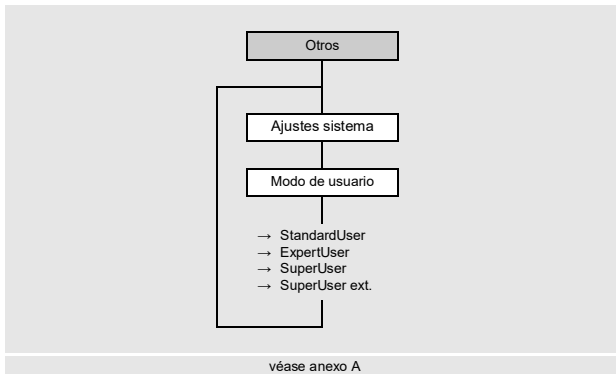 Otros
Ajustes sistema
Modo de usuario
→ StandardUser
→ ExpertUser
→ SuperUser
→ SuperUser ext.
véase anexo A